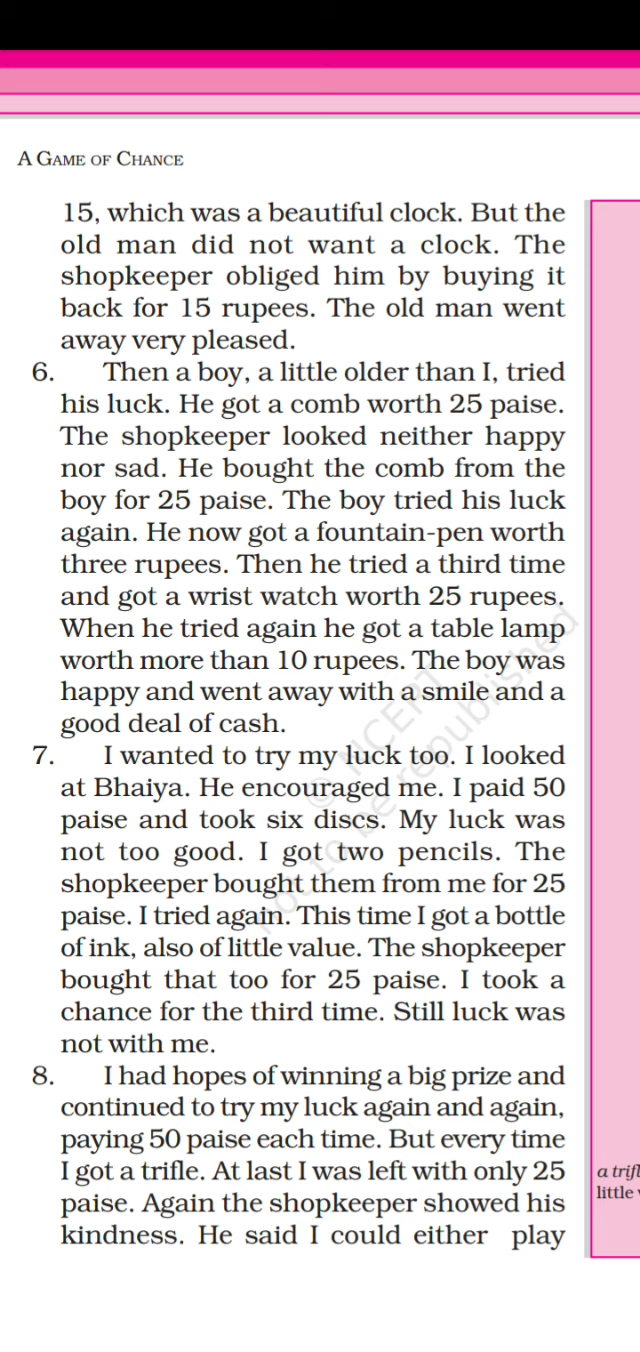 A GAME OF CHANCE
15, which was a beautiful clock. But the
old man did not want a clock. The
shopkeeper obliged him by buying it
back for 15 rupees. The old man went
away very pleased.
6. Then a boy, a little older than I, tried
his luck. He got a comb worth 25 paise.
The shopkeeper looked neither happy
nor sad. He bought the comb from the
boy for 25 paise. The boy tried his luck
again. He now got a fountain-pen worth
three rupees. Then he tried a third time
and got a wrist watch worth 25 rupees.
When he tried again he got a table lamp
worth more than 10 rupees. The boy was
happy and went away with a smile and a
good deal of cash.
7. I wanted to try my luck too. I looked
at Bhaiya. He encouraged me. I paid 50
paise and took six discs. My luck was
not too good. I got two pencils. The
shopkeeper bought them from me for 25
paise. I tried again. This time I got a bottle
of ink, also of little value. The shopkeeper
bought that too for 25 paise. I took a
chance for the third time. Still luck was
not with me.
8. I had hopes of winning a big prize and
continued to try my luck again and again,
paying 50 paise each time. But every time
I got a trifle. At last I was left with only 25
paise. Again the shopkeeper showed his
kindness. He said I could either play
a trifl
little
© NCERT
not to be republished